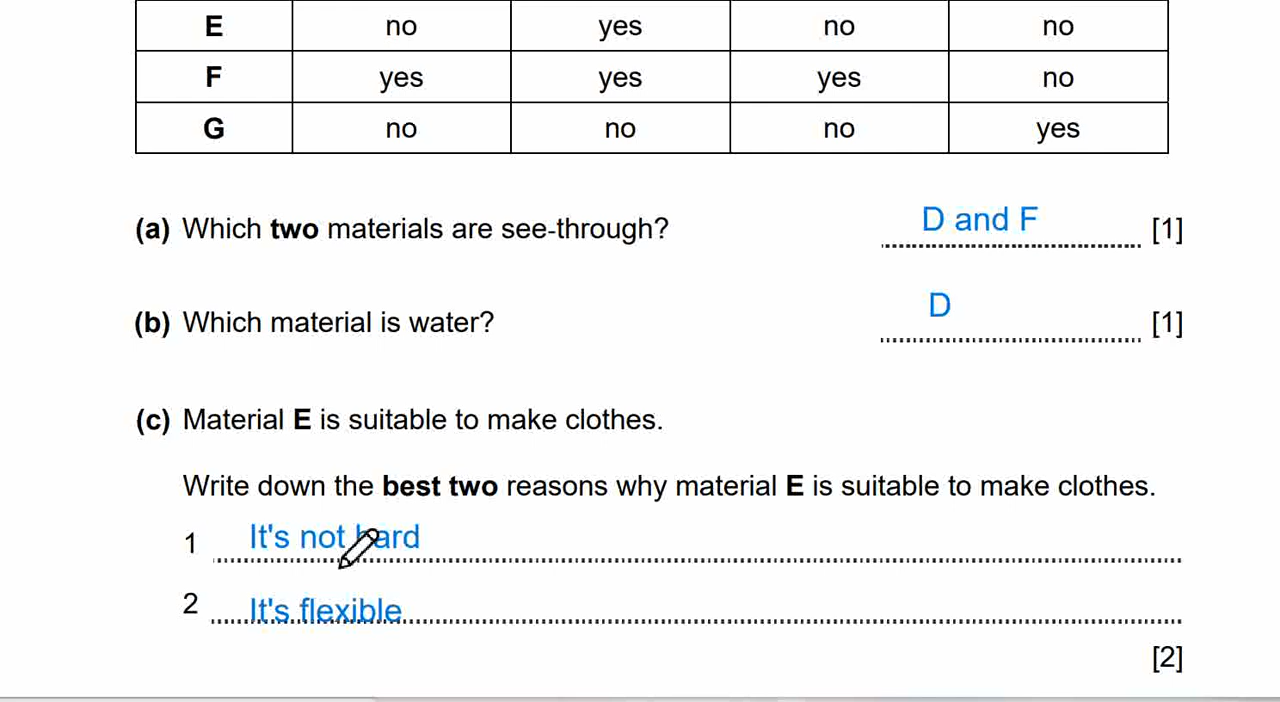 E no yes no no
F yes yes yes no
G no no no yes
(a) Which two materials are see-through? D and F [1]
(b) Which material is water? D [1]
(c) Material E is suitable to make clothes.
Write down the best two reasons why material E is suitable to make clothes.
1 It's not hard
2 It's flexible
[2]